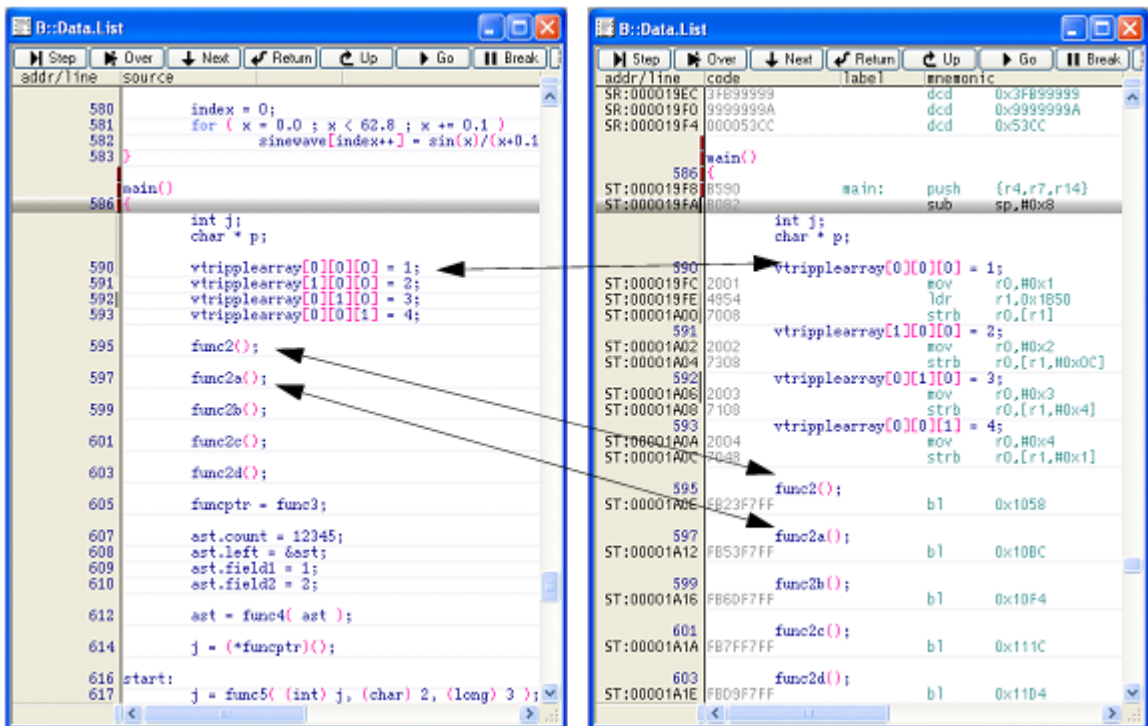 B::Data.List
Step Over Next Return Up Go Break
addr/line source
580 index = 0;
581 for ( x = 0.0 ; x < 62.8 ; x += 0.1 )
582 sinewave[index++] = sin(x)/(x+0.1
583 }
main()
586 {
int j;
char * p;
590 vtripplearray[0][0][0] = 1;
591 vtripplearray[1][0][0] = 2;
592 vtripplearray[0][1][0] = 3;
593 vtripplearray[0][0][1] = 4;
595 func2();
597 func2a();
599 func2b();
601 func2c();
603 func2d();
605 funcptr = func3;
607 ast.count = 12345;
608 ast.left = &ast;
609 ast.field1 = 1;
610 ast.field2 = 2;
612 ast = func4( ast );
614 j = (*funcptr)();
616 start:
617 j = func5( (int) j, (char) 2, (long) 3 );
B::Data.List
Step Over Next Return Up Go Break
addr/line code label mnemonic
SR:000019EC 3FB99999 dcd 0x3FB99999
SR:000019F0 9999999A dcd 0x9999999A
SR:000019F4 000053CC dcd 0x53CC
main()
586 {
ST:000019F8 B590 main: push {r4,r7,r14}
ST:000019FA B082 sub sp,#0x8
int j;
char * p;
590 vtripplearray[0][0][0] = 1;
ST:000019FC 2001 mov r0,#0x1
ST:000019FE 4954 ldr r1,0x1B50
ST:00001A00 7008 strb r0,[r1]
591 vtripplearray[1][0][0] = 2;
ST:00001A02 2002 mov r0,#0x2
ST:00001A04 7308 strb r0,[r1,#0x0C]
592 vtripplearray[0][1][0] = 3;
ST:00001A06 2003 mov r0,#0x3
ST:00001A08 7108 strb r0,[r1,#0x4]
593 vtripplearray[0][0][1] = 4;
ST:00001A0A 2004 mov r0,#0x4
ST:00001A0C 7048 strb r0,[r1,#0x1]
595 func2();
ST:00001A0E FB23F7FF bl 0x1058
597 func2a();
ST:00001A12 FB53F7FF bl 0x10BC
599 func2b();
ST:00001A16 FB6DF7FF bl 0x10F4
601 func2c();
ST:00001A1A FB7FF7FF bl 0x111C
603 func2d();
ST:00001A1E FBD9F7FF bl 0x11D4